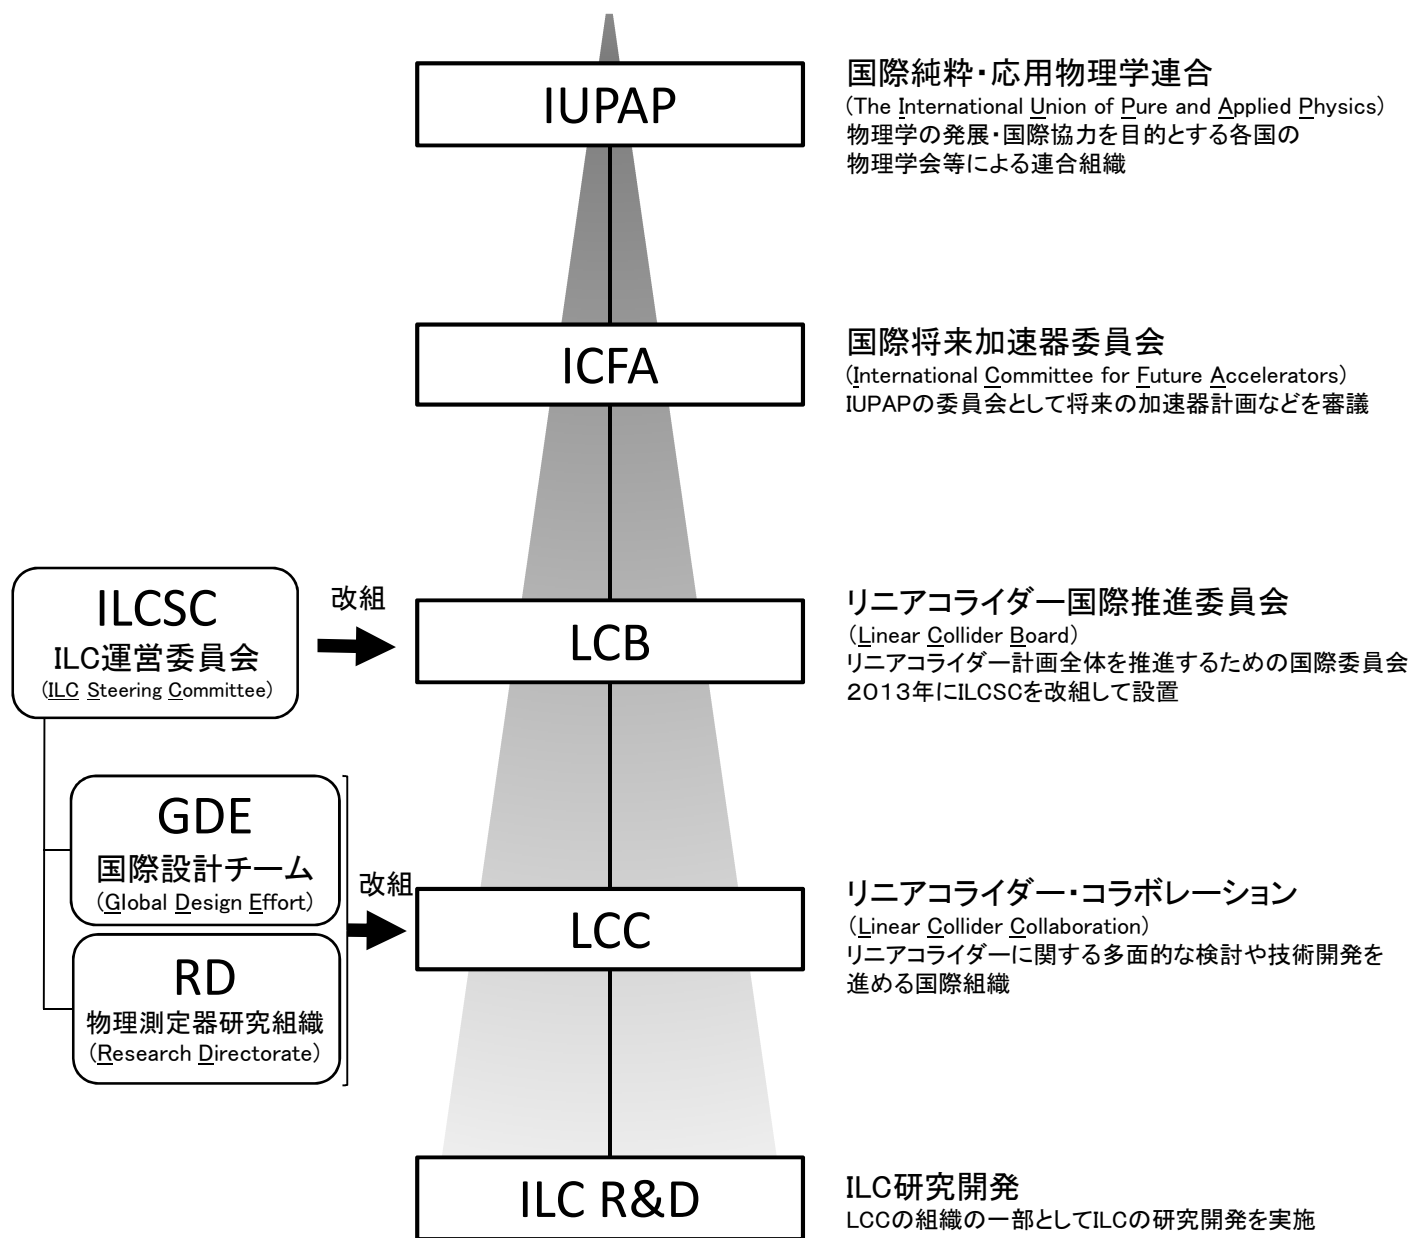 IUPAP
国際純粋・応用物理学連合
(The International Union of Pure and Applied Physics)
物理学の発展・国際協力を目的とする各国の
物理学会等による連合組織
ICFA
国際将来加速器委員会
(International Committee for Future Accelerators)
IUPAPの委員会として将来の加速器計画などを審議
ILCSC
ILC運営委員会
(ILC Steering Committee)
改組
LCB
リニアコライダー国際推進委員会
(Linear Collider Board)
リニアコライダー計画全体を推進するための国際委員会
2013年にILCSCを改組して設置
GDE
国際設計チーム
(Global Design Effort)
RD
物理測定器研究組織
(Research Directorate)
改組
LCC
リニアコライダー・コラボレーション
(Linear Collider Collaboration)
リニアコライダーに関する多面的な検討や技術開発を
進める国際組織
ILC R&D
ILC研究開発
LCCの組織の一部としてILCの研究開発を実施